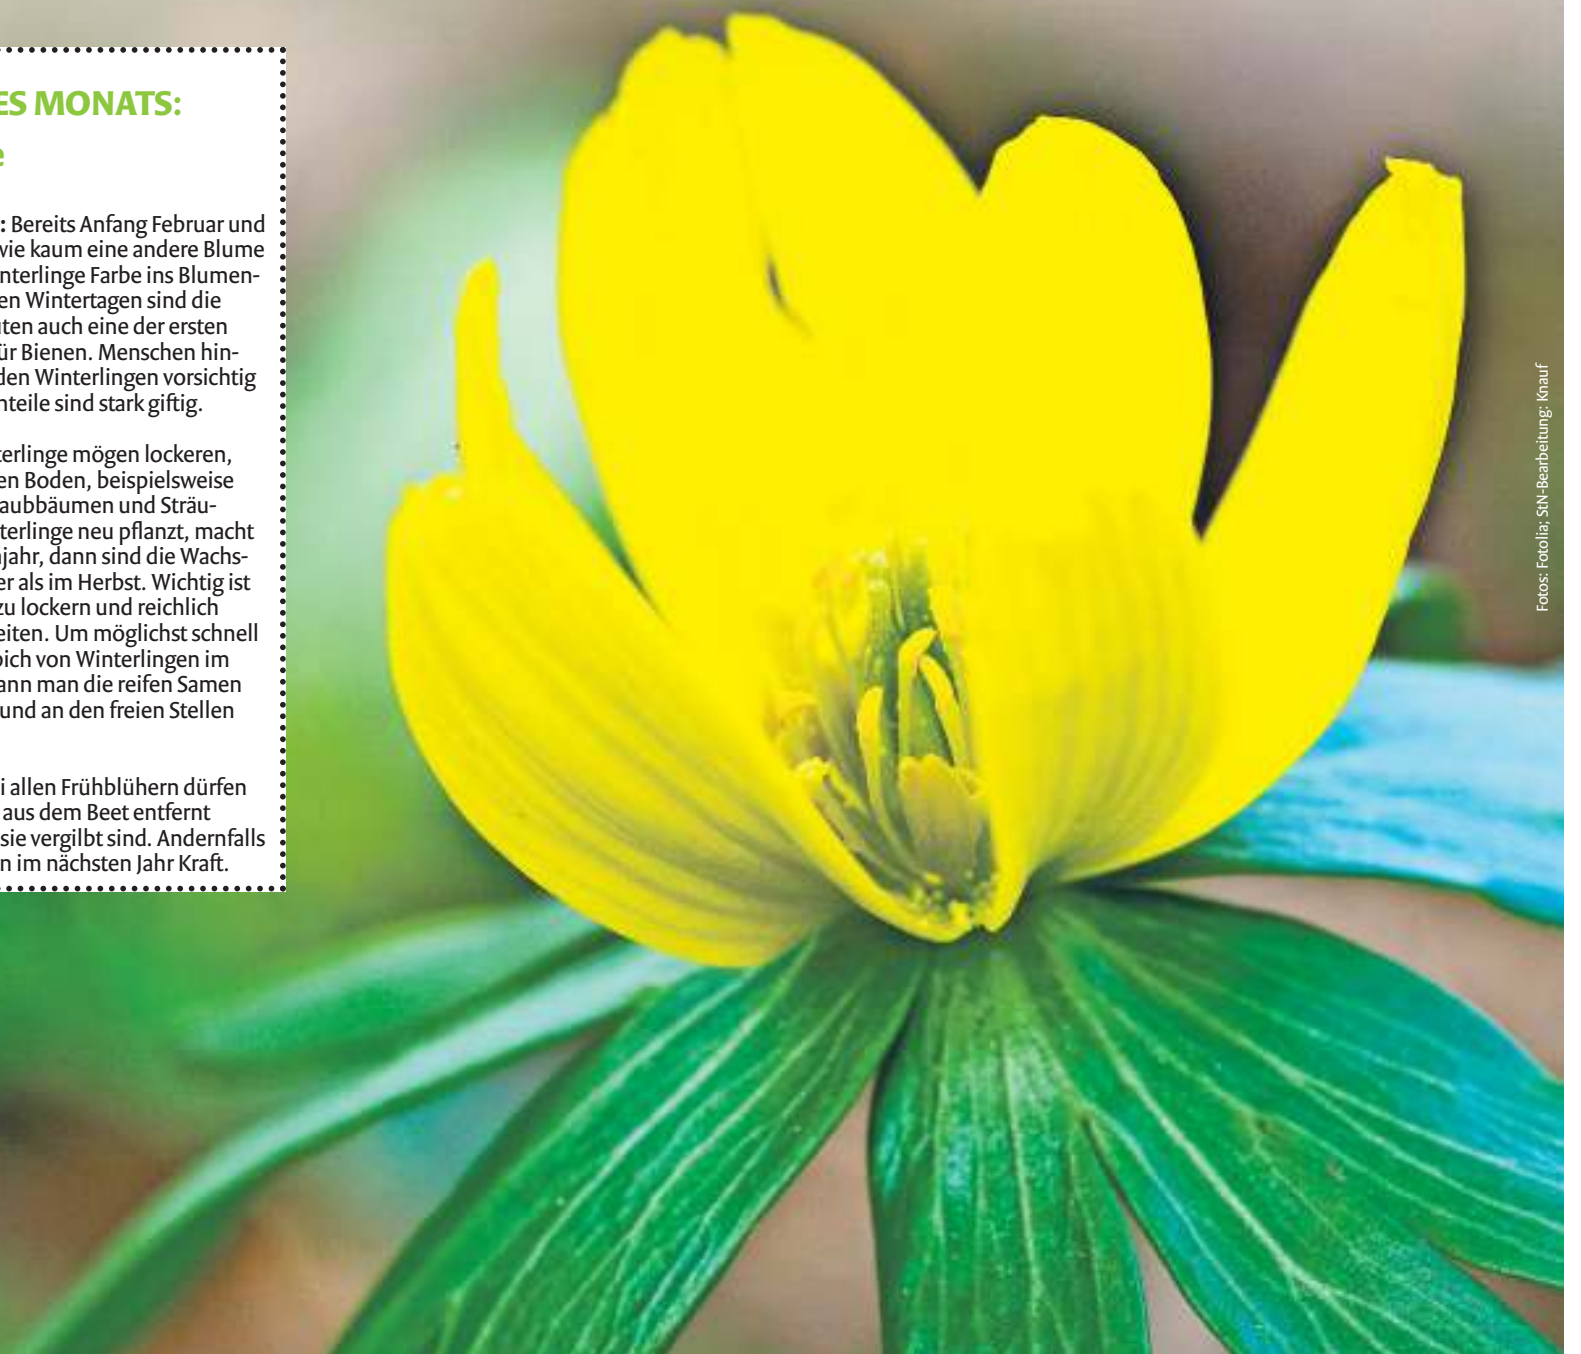 ES MONATS:
e
: Bereits Anfang Februar und
wie kaum eine andere Blume
nterlinge Farbe ins Blumen-
en Wintertagen sind die
ten auch eine der ersten
ür Bienen. Menschen hin-
den Winterlingen vorsichtig
nteile sind stark giftig.
terlinge mögen lockeren,
en Boden, beispielsweise
aubbäumen und Sträu-
terlinge neu pflanzt, macht
jahr, dann sind die Wachs-
er als im Herbst. Wichtig ist
zu lockern und reichlich
eiten. Um möglichst schnell
pich von Winterlingen im
ann man die reifen Samen
und an den freien Stellen
i allen Frühblühern dürfen
aus dem Beet entfernt
sie vergilbt sind. Andernfalls
n im nächsten Jahr Kraft.
Fotos: Fotolia; StN-Bearbeitung: Knauf